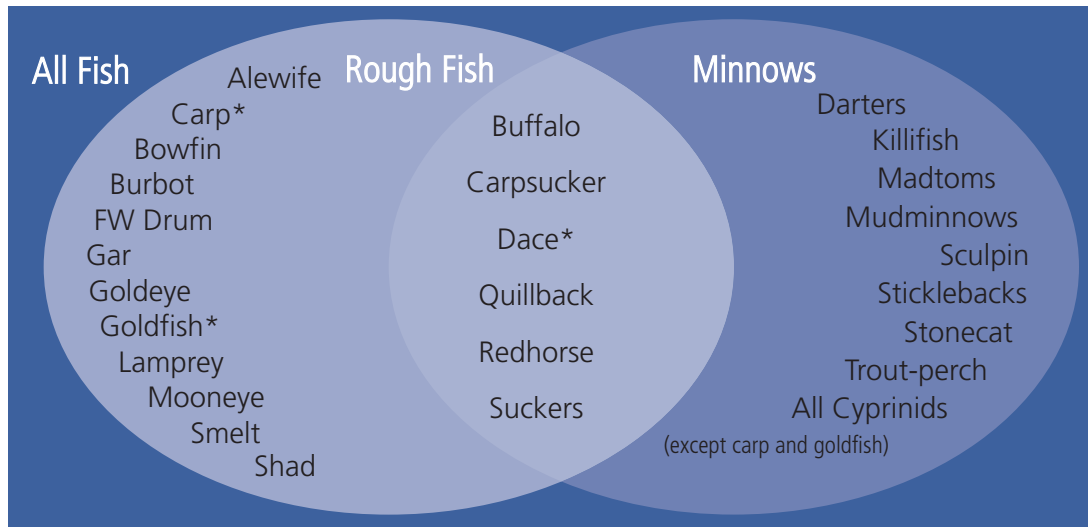 All Fish
Rough Fish
Minnows
Alewife
Carp*
Bowfin
Burbot
FW Drum
Gar
Goldeye
Goldfish*
Lamprey
Mooneye
Smelt
Shad
Buffalo
Carpsucker
Dace*
Quillback
Redhorse
Suckers
Darters
Killifish
Madtoms
Mudminnows
Sculpin
Sticklebacks
Stonecat
Trout-perch
All Cyprinids
(except carp and goldfish)